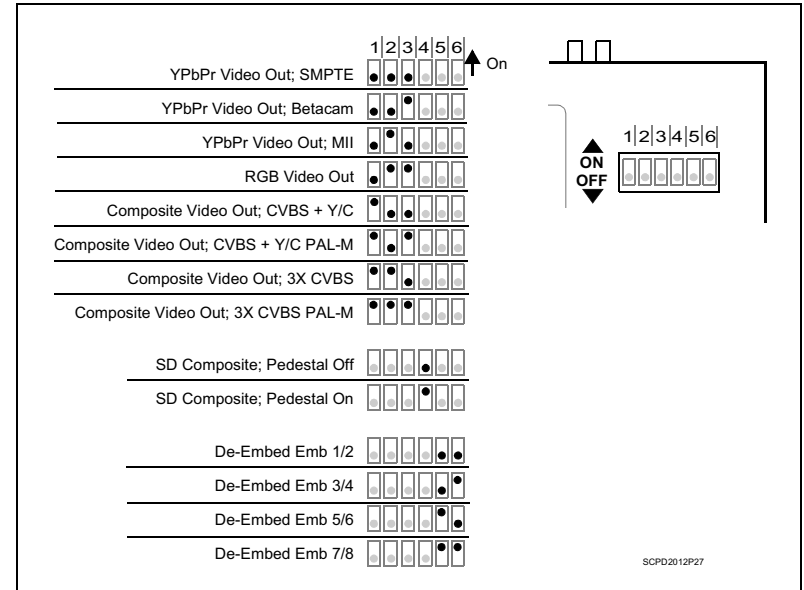 1 2 3 4 5 6
On
YPbPr Video Out; SMPTE
YPbPr Video Out; Betacam
YPbPr Video Out; MII
RGB Video Out
Composite Video Out; CVBS + Y/C
Composite Video Out; CVBS + Y/C PAL-M
Composite Video Out; 3X CVBS
Composite Video Out; 3X CVBS PAL-M
SD Composite; Pedestal Off
SD Composite; Pedestal On
De-Embed Emb 1/2
De-Embed Emb 3/4
De-Embed Emb 5/6
De-Embed Emb 7/8
1 2 3 4 5 6
ON
OFF
SCPD2012P27